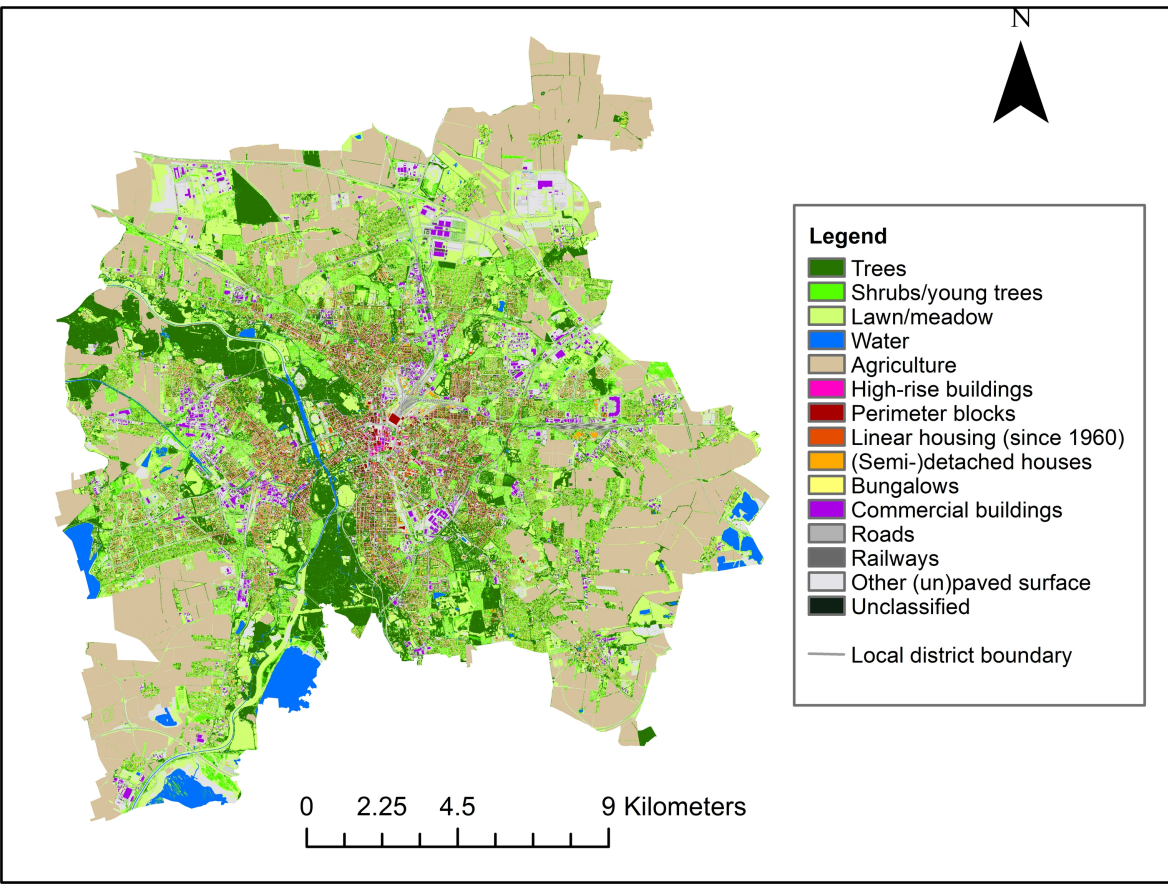 N
Legend
Trees
Shrubs/young trees
Lawn/meadow
Water
Agriculture
High-rise buildings
Perimeter blocks
Linear housing (since 1960)
(Semi-)detached houses
Bungalows
Commercial buildings
Roads
Railways
Other (un)paved surface
Unclassified
Local district boundary
0 2.25 4.5 9 Kilometers